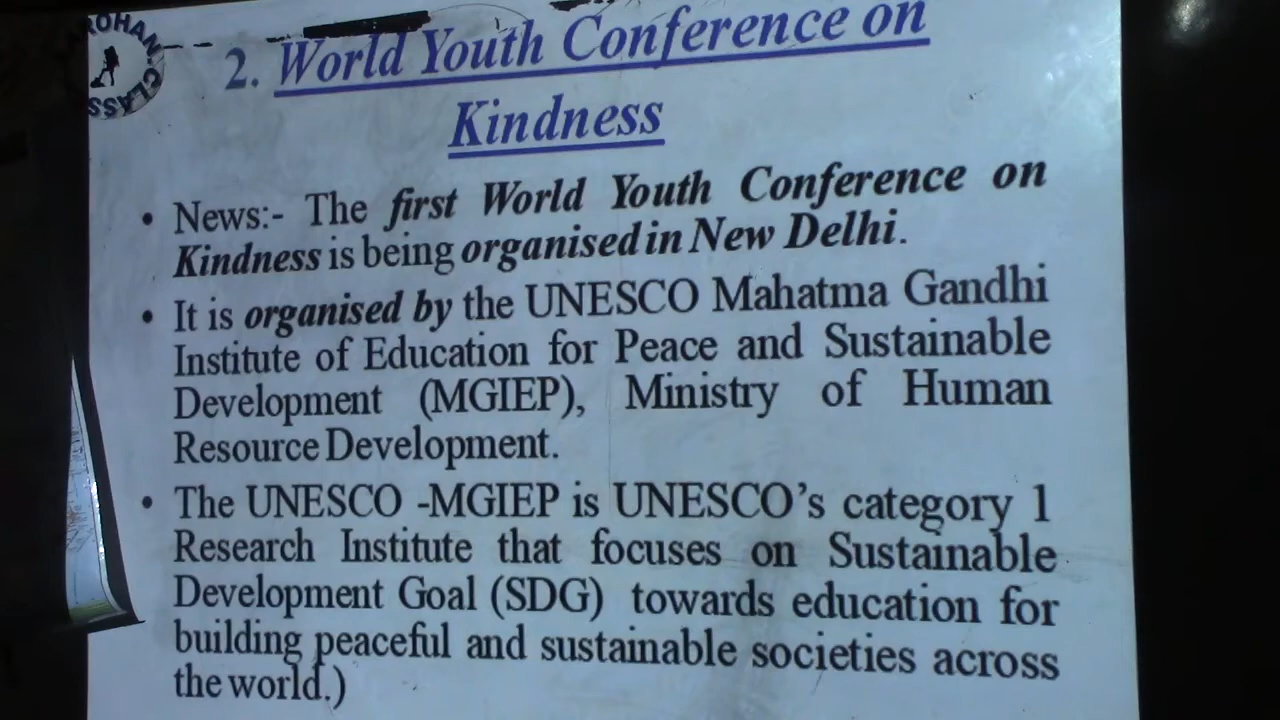 ROHAN CLASS
2. World Youth Conference on
Kindness
• News:- The first World Youth Conference on
Kindness is being organised in New Delhi.
• It is organised by the UNESCO Mahatma Gandhi
Institute of Education for Peace and Sustainable
Development (MGIEP), Ministry of Human
Resource Development.
• The UNESCO -MGIEP is UNESCO's category 1
Research Institute that focuses on Sustainable
Development Goal (SDG) towards education for
building peaceful and sustainable societies across
the world.)